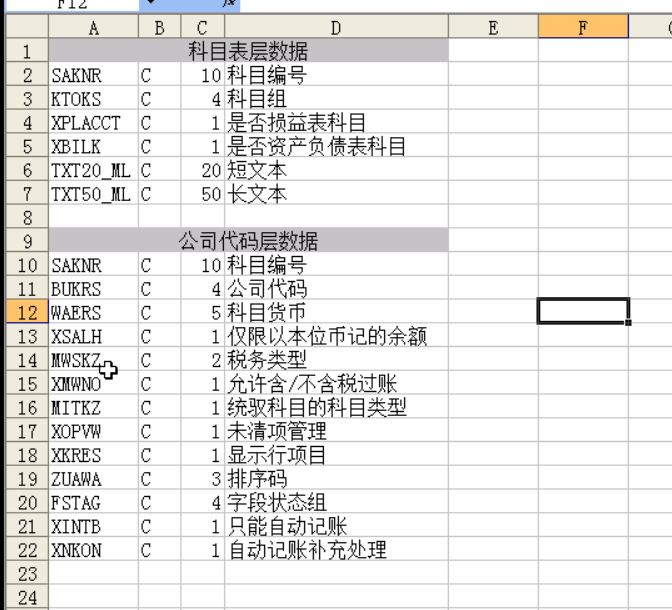 F12
A B C D E F
1 科目表层数据
2 SAKNR C 10 科目编号
3 KTOKS C 4 科目组
4 XPLACCT C 1 是否损益表科目
5 XBILK C 1 是否资产负债表科目
6 TXT20_ML C 20 短文本
7 TXT50_ML C 50 长文本
8
9 公司代码层数据
10 SAKNR C 10 科目编号
11 BUKRS C 4 公司代码
12 WAERS C 5 科目货币
13 XSALH C 1 仅限以本位币记的余额
14 MWSKZ C 2 税务类型
15 XMWNO C 1 允许含/不含税过账
16 MITKZ C 1 统驭科目的科目类型
17 XOPVW C 1 未清项管理
18 XKRES C 1 显示行项目
19 ZUAWA C 3 排序码
20 FSTAG C 4 字段状态组
21 XINTB C 1 只能自动记账
22 XNKON C 1 自动记账补充处理
23
24